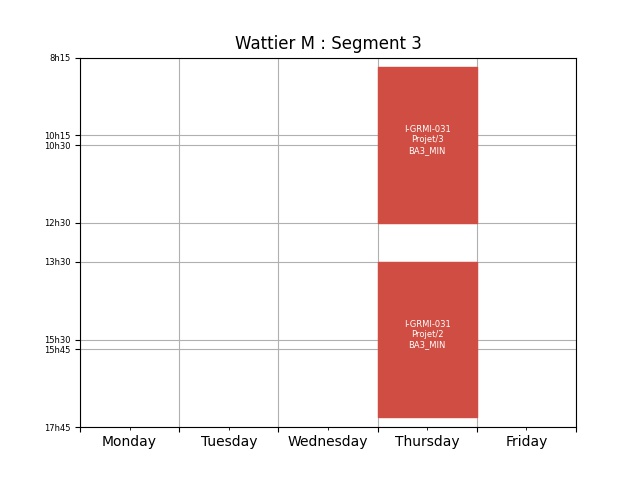 Wattier M : Segment 3
8h15
10h15
10h30
12h30
13h30
15h30
15h45
17h45
I-GRMI-031
Projet/3
BA3_MIN
I-GRMI-031
Projet/2
BA3_MIN
Monday
Tuesday
Wednesday
Thursday
Friday